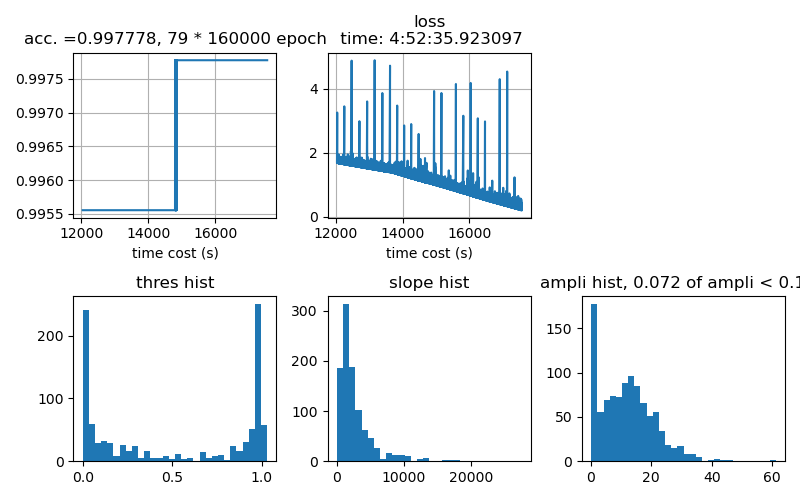 acc. =0.997778, 79 * 160000 epoch
0.9975
0.9970
0.9965
0.9960
0.9955
12000 14000 16000
time cost (s)
loss
time: 4:52:35.923097
4
2
0
12000 14000 16000
time cost (s)
thres hist
200
100
0
0.0 0.5 1.0
slope hist
300
200
100
0
0 10000 20000
ampli hist, 0.072 of ampli < 0.1
150
100
50
0
0 20 40 60